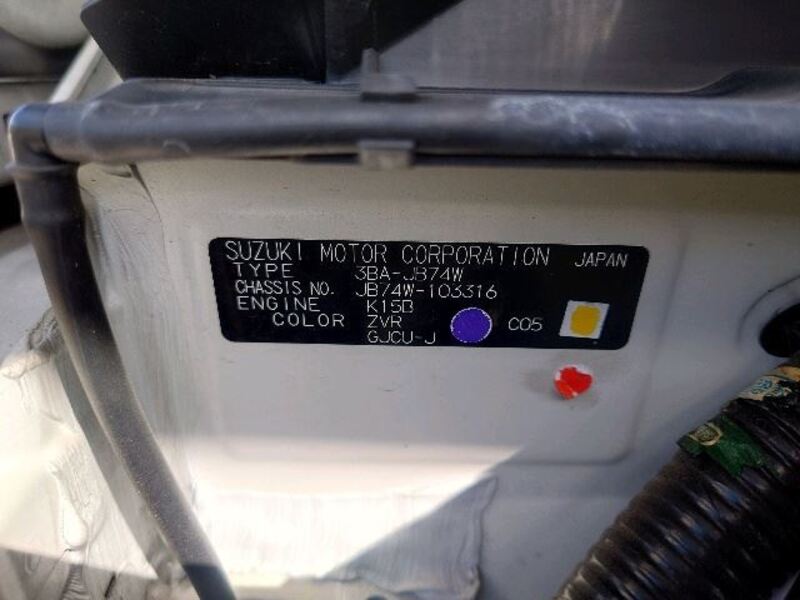 SUZUKI MOTOR CORPORATION JAPAN
TYPE 3BA-JB74W
CHASSIS NO. JB74W-103316
ENGINE K15B
COLOR ZVR C05
GJCU-J